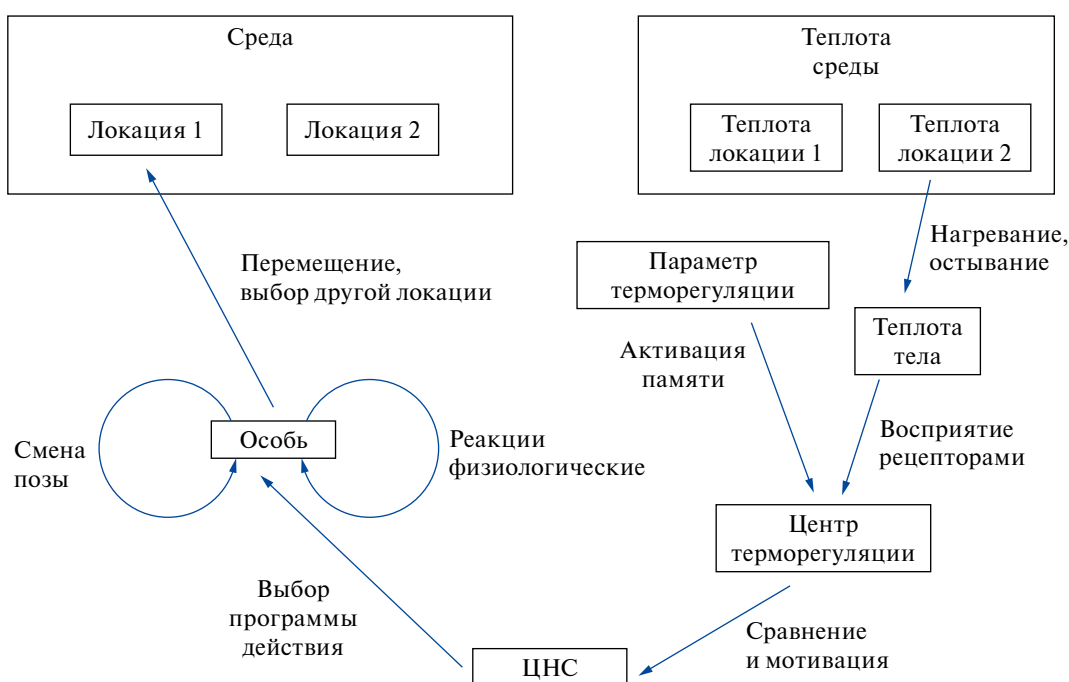 Среда
Локация 1
Локация 2
Теплота
среды
Теплота
локации 1
Теплота
локации 2
Нагревание,
остывание
Параметр
терморегуляции
Перемещение,
выбор другой локации
Теплота
тела
Активация
памяти
Смена
позы
Особь
Реакции
физиологические
Восприятие
рецепторами
Центр
терморегуляции
Выбор
программы
действия
Сравнение
и мотивация
ЦНС